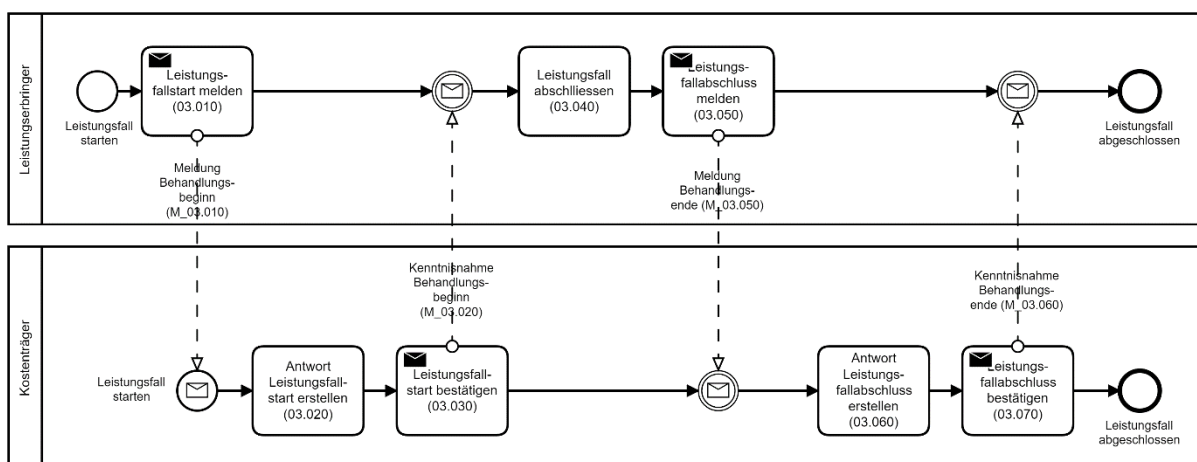 Leistungserbringer
Leistungsfall
starten
Leistungs-
fallstart melden
(03.010)
Leistungsfall
abschlliessen
(03.040)
Leistungs-
fallabschluss
melden
(03.050)
Leistungsfall
abgeschlossen
Meldung
Behandlungs-
beginn
(M_03.010)
Meldung
Behandlungs-
ende (M_03.050)
Kostenträger
Kenntnisnahme
Behandlungs-
beginn
(M_03.020)
Kenntnisnahme
Behandlungs-
ende (M_03.060)
Leistungsfall
starten
Antwort
Leistungsfall-
start erstellen
(03.020)
Leistungsfall-
start bestätigen
(03.030)
Antwort
Leistungs-
fallabschluss
erstellen
(03.060)
Leistungs-
fallabschluss
bestätigen
(03.070)
Leistungsfall
abgeschlossen